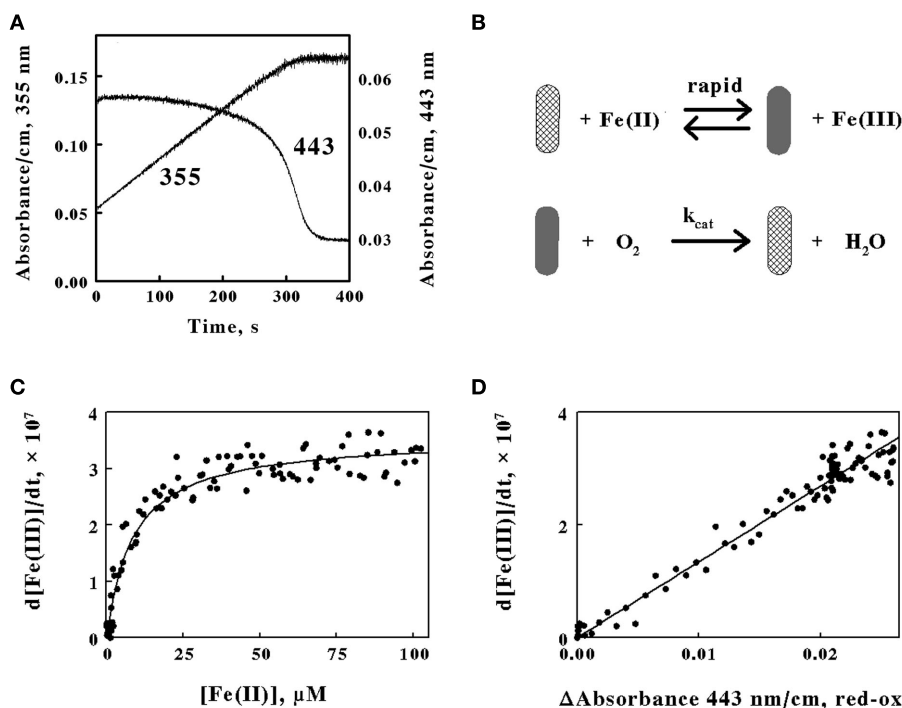 A
Absorbance/cm, 355 nm
0.15
0.10
0.05
0.00
355
443
0.06
0.05
0.04
0.03
Absorbance/cm, 443 nm
0
100
200
300
400
Time, s
B
+ Fe(II)
rapid
+ Fe(III)
+ O₂
k_cat
+ H₂O
C
d[Fe(III)]/dt, × 10⁷
4
3
2
1
0
0
25
50
75
100
[Fe(II)], µM
D
d[Fe(III)]/dt, × 10⁷
4
2
0
0.00
0.01
0.02
ΔAbsorbance 443 nm/cm, red-ox